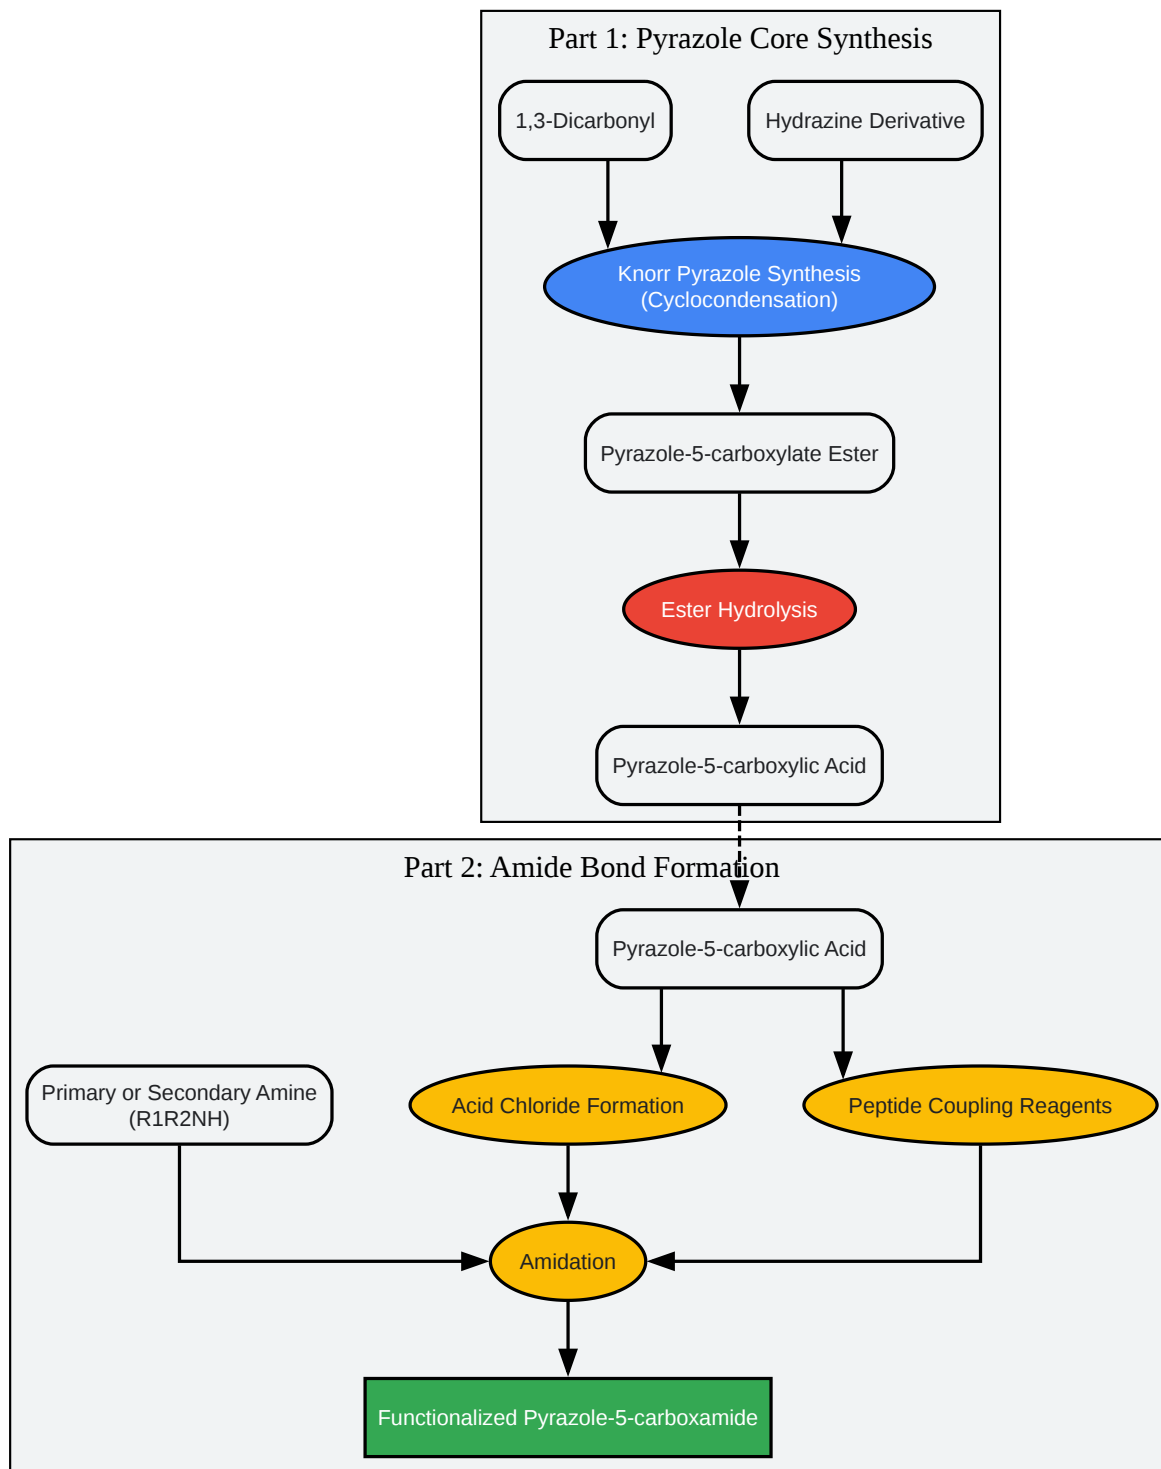 Part 1: Pyrazole Core Synthesis
1,3-Dicarbonyl
Hydrazine Derivative
Knorr Pyrazole Synthesis
(Cyclocondensation)
Pyrazole-5-carboxylate Ester
Ester Hydrolysis
Pyrazole-5-carboxylic Acid
Part 2: Amide Bond Formation
Pyrazole-5-carboxylic Acid
Primary or Secondary Amine
(R1R2NH)
Acid Chloride Formation
Peptide Coupling Reagents
Amidation
Functionalized Pyrazole-5-carboxamide